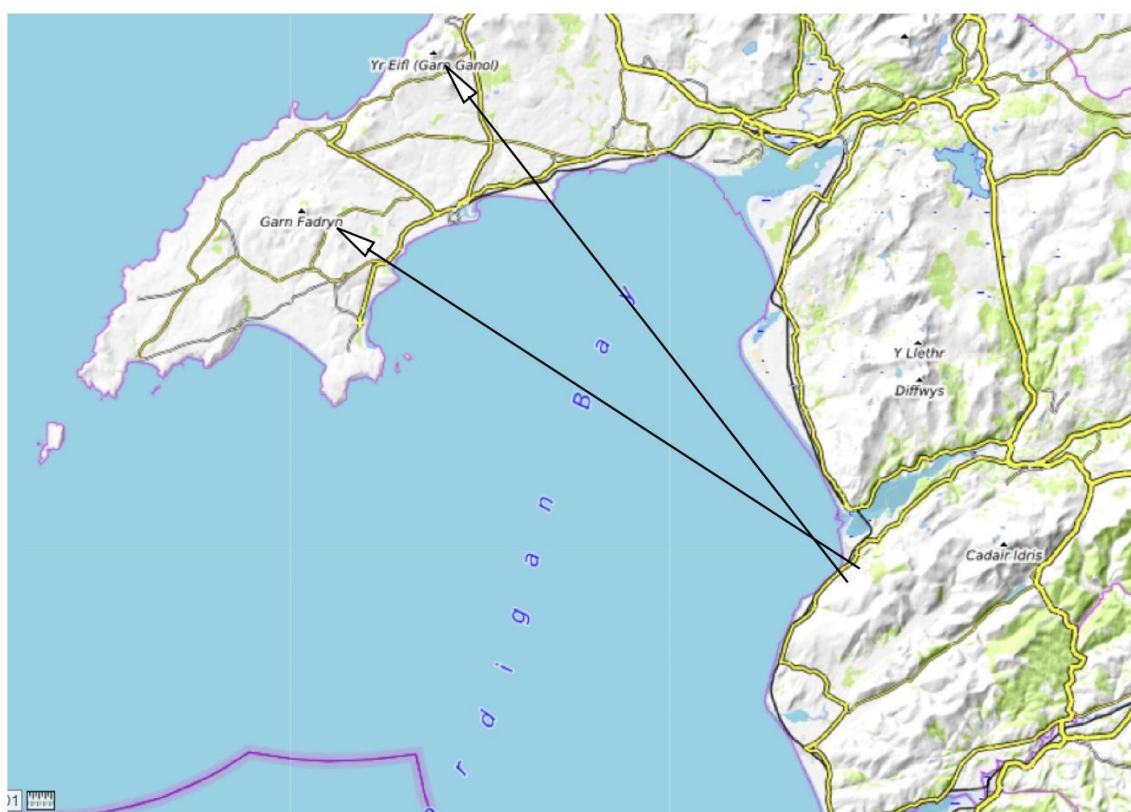 Yr Eifl (Garn Ganol)
Garn Fadryn
Y Llethr
Diffwys
Cadair Idris
r d i g a n B a y